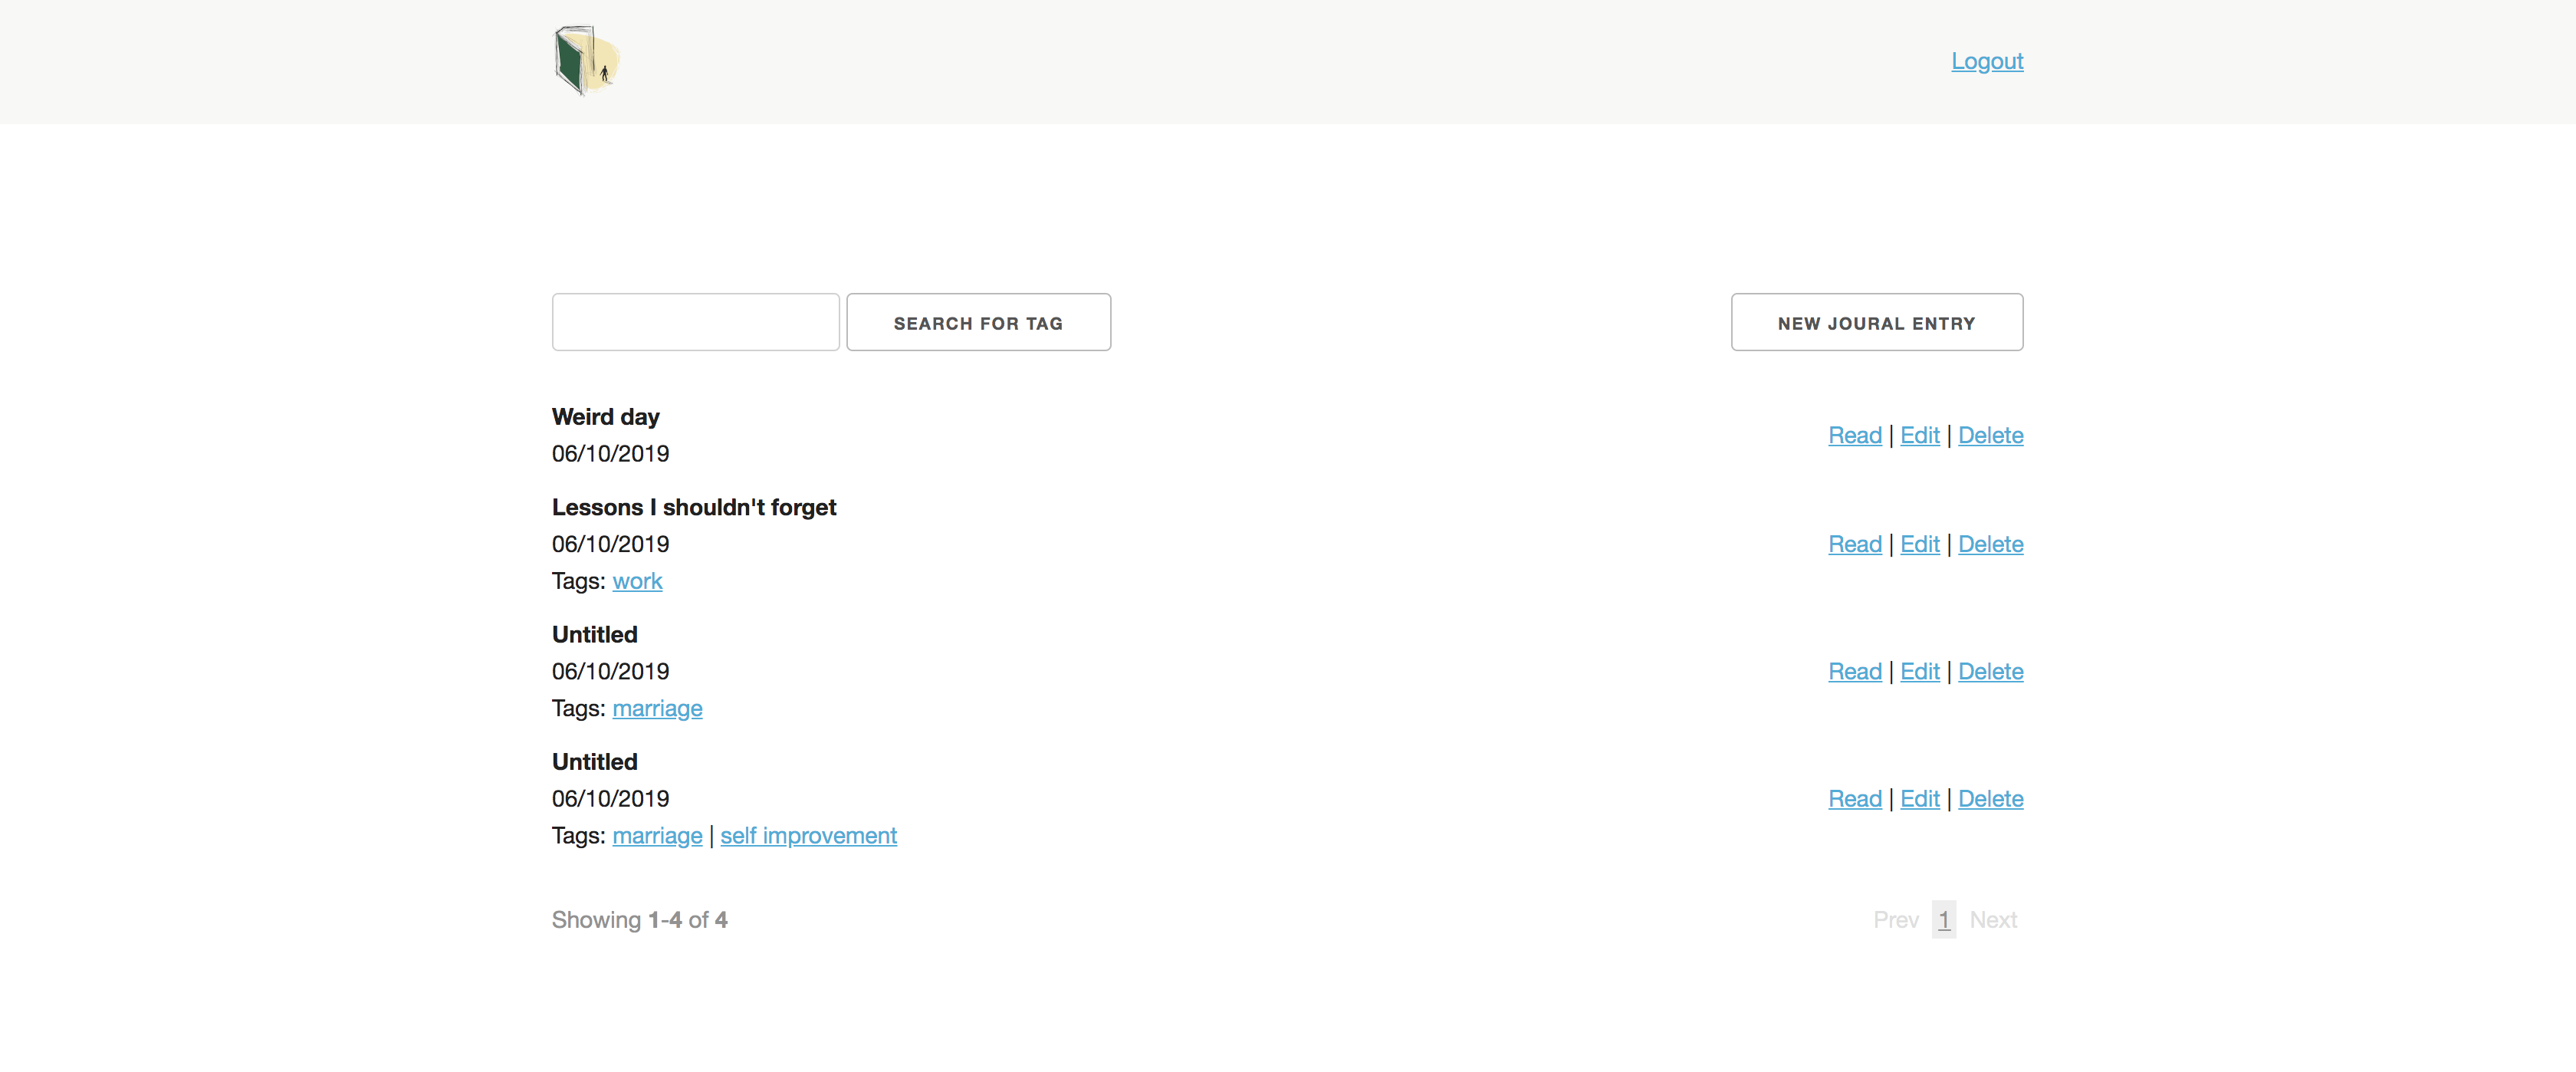 Logout
SEARCH FOR TAG
NEW JOURAL ENTRY
Weird day
06/10/2019
Read | Edit | Delete
Lessons I shouldn't forget
06/10/2019
Tags: work
Read | Edit | Delete
Untitled
06/10/2019
Tags: marriage
Read | Edit | Delete
Untitled
06/10/2019
Tags: marriage | self improvement
Read | Edit | Delete
Showing 1-4 of 4
Prev 1 Next